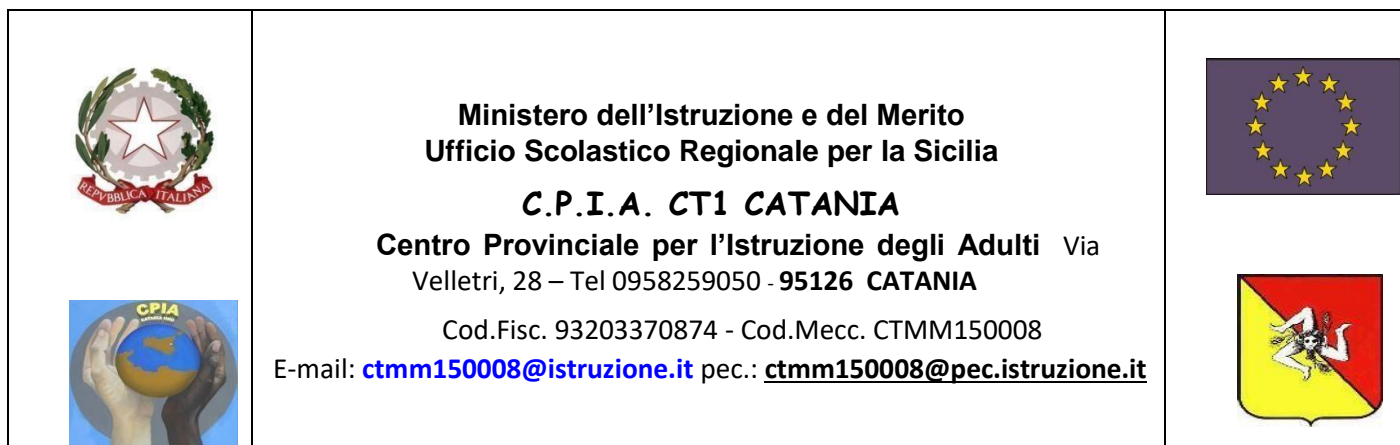 REPVBBLICA ITALIANA
CPIA
Ministero dell’Istruzione e del Merito
Ufficio Scolastico Regionale per la Sicilia
C.P.I.A. CT1 CATANIA
Centro Provinciale per l’Istruzione degli Adulti Via
Velletri, 28 – Tel 0958259050 - 95126 CATANIA
Cod.Fisc. 93203370874 - Cod.Mecc. CTMM150008
E-mail: ctmm150008@istruzione.it pec.: ctmm150008@pec.istruzione.it